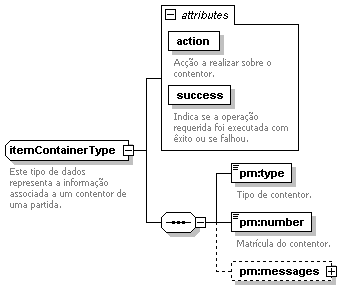 attributes
action
Acção a realizar sobre o
contentor.
success
Indica se a operação
requerida foi executada com
êxito ou se falhou.
itemContainerType
Este tipo de dados
representa a informação
associada a um contentor de
uma partida.
pm:type
Tipo de contentor.
pm:number
Matrícula do contentor.
pm:messages